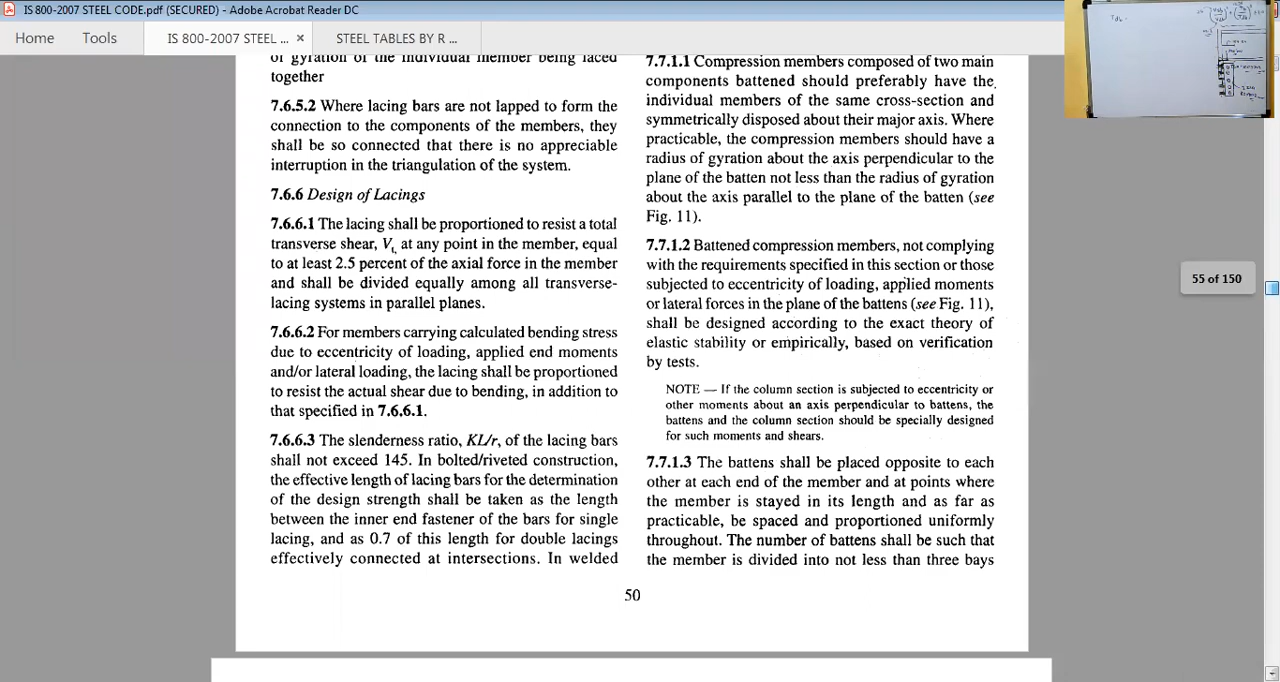 IS 800-2007 STEEL CODE.pdf (SECURED) - Adobe Acrobat Reader DC
Home Tools IS 800-2007 STEEL ... × STEEL TABLES BY R ...
of gyration of the individual member being laced
together
7.6.5.2 Where lacing bars are not lapped to form the
connection to the components of the members, they
shall be so connected that there is no appreciable
interruption in the triangulation of the system.
7.6.6 Design of Lacings
7.6.6.1 The lacing shall be proportioned to resist a total
transverse shear, Vt, at any point in the member, equal
to at least 2.5 percent of the axial force in the member
and shall be divided equally among all transverse-
lacing systems in parallel planes.
7.6.6.2 For members carrying calculated bending stress
due to eccentricity of loading, applied end moments
and/or lateral loading, the lacing shall be proportioned
to resist the actual shear due to bending, in addition to
that specified in 7.6.6.1.
7.6.6.3 The slenderness ratio, KL/r, of the lacing bars
shall not exceed 145. In bolted/riveted construction,
the effective length of lacing bars for the determination
of the design strength shall be taken as the length
between the inner end fastener of the bars for single
lacing, and as 0.7 of this length for double lacings
effectively connected at intersections. In welded
7.7.1.1 Compression members composed of two main
components battened should preferably have the
individual members of the same cross-section and
symmetrically disposed about their major axis. Where
practicable, the compression members should have a
radius of gyration about the axis perpendicular to the
plane of the batten not less than the radius of gyration
about the axis parallel to the plane of the batten (see
Fig. 11).
7.7.1.2 Battened compression members, not complying
with the requirements specified in this section or those
subjected to eccentricity of loading, applied moments
or lateral forces in the plane of the battens (see Fig. 11),
shall be designed according to the exact theory of
elastic stability or empirically, based on verification
by tests.
NOTE — If the column section is subjected to eccentricity or
other moments about an axis perpendicular to battens, the
battens and the column section should be specially designed
for such moments and shears.
7.7.1.3 The battens shall be placed opposite to each
other at each end of the member and at points where
the member is stayed in its length and as far as
practicable, be spaced and proportioned uniformly
throughout. The number of battens shall be such that
the member is divided into not less than three bays
50
55 of 150